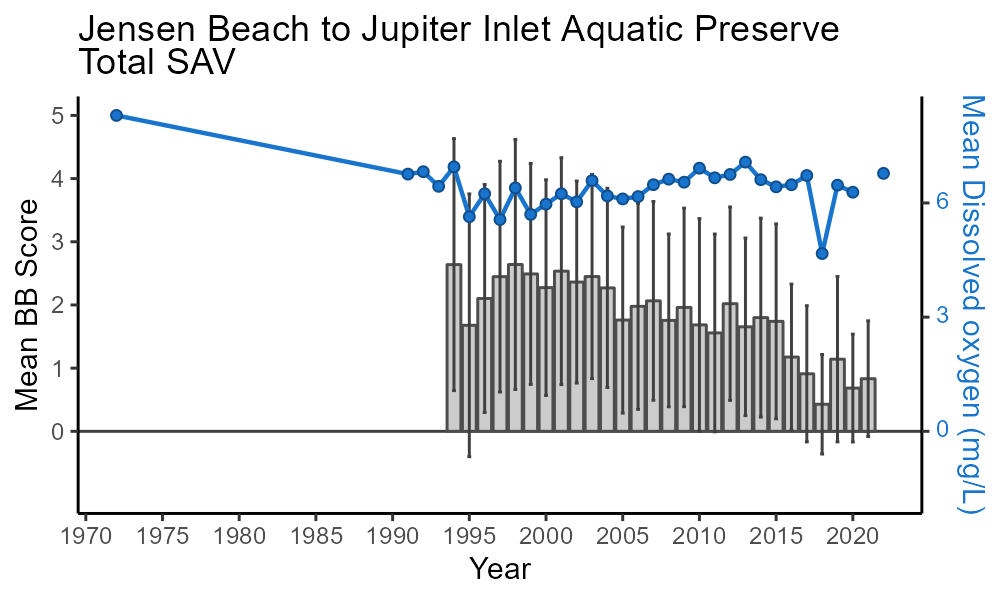 Jensen Beach to Jupiter Inlet Aquatic Preserve
Total SAV
Mean BB Score
5
4
3
2
1
0
Mean Dissolved oxygen (mg/L)
6
3
0
1970 1975 1980 1985 1990 1995 2000 2005 2010 2015 2020
Year